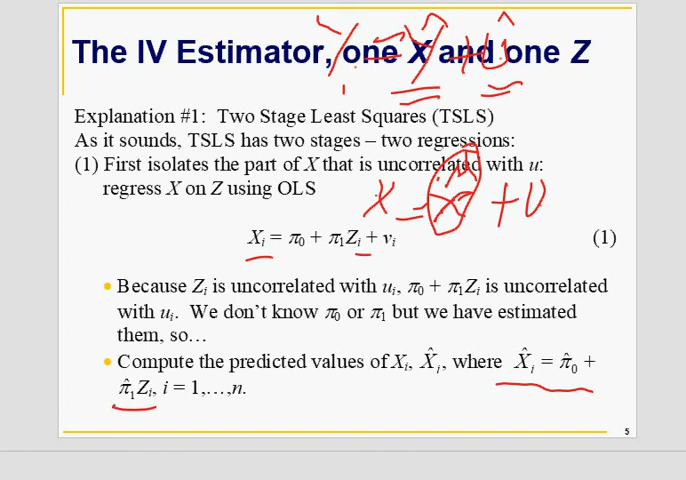 The IV Estimator, one X and one Z
Y = Ŷ + Û
Explanation #1: Two Stage Least Squares (TSLS)
As it sounds, TSLS has two stages – two regressions:
(1) First isolates the part of X that is uncorrelated with u:
regress X on Z using OLS
X = X̂ + v
Xᵢ = π₀ + π₁Zᵢ + vᵢ (1)
• Because Zᵢ is uncorrelated with uᵢ, π₀ + π₁Zᵢ is uncorrelated
with uᵢ. We don't know π₀ or π₁ but we have estimated
them, so…
• Compute the predicted values of Xᵢ, X̂ᵢ, where X̂ᵢ = π̂₀ +
π̂₁Zᵢ, i = 1,…,n.
5